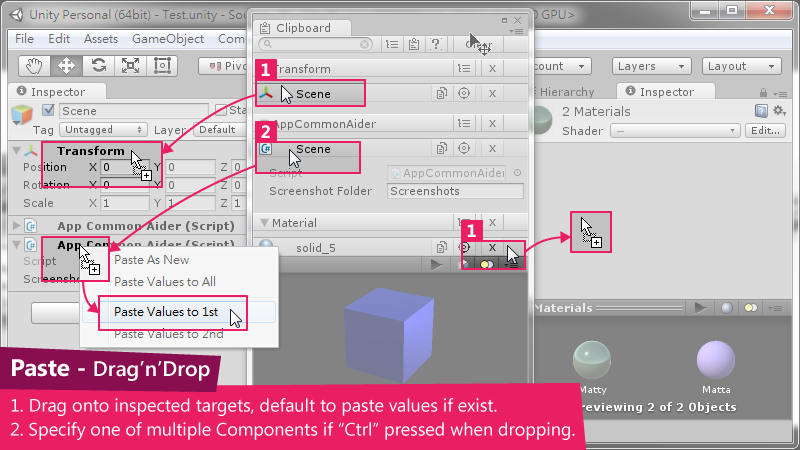 Unity Personal (64bit) - Test.unity - Sou
GPU>
File Edit Assets GameObject
Pivo
count Layers Layout
Inspector
Scene Sta
Tag Untagged Layer Default
Transform
Position X 0 Y 0 Z 0
Rotation X 0 Y 0 Z 0
Scale X 1 Y 1 Z 1
App Common Aider (Script)
App Common Aider (Script)
Script
Screensho
Paste As New
Paste Values to All
Paste Values to 1st
Paste Values to 2nd
Clipboard
Clear
1
Transform X
Scene X
2
AppCommonAider X
Scene X
Script AppCommonAider
Screenshot Folder Screenshots
Material X
1
solid_5 X
Hierarchy Inspector
2 Materials
Shader — Edit...
Materials
Matty Matta
reviewing 2 of 2 Objects
Paste - Drag’n’Drop
1. Drag onto inspected targets, default to paste values if exist.
2. Specify one of multiple Components if “Ctrl” pressed when dropping.